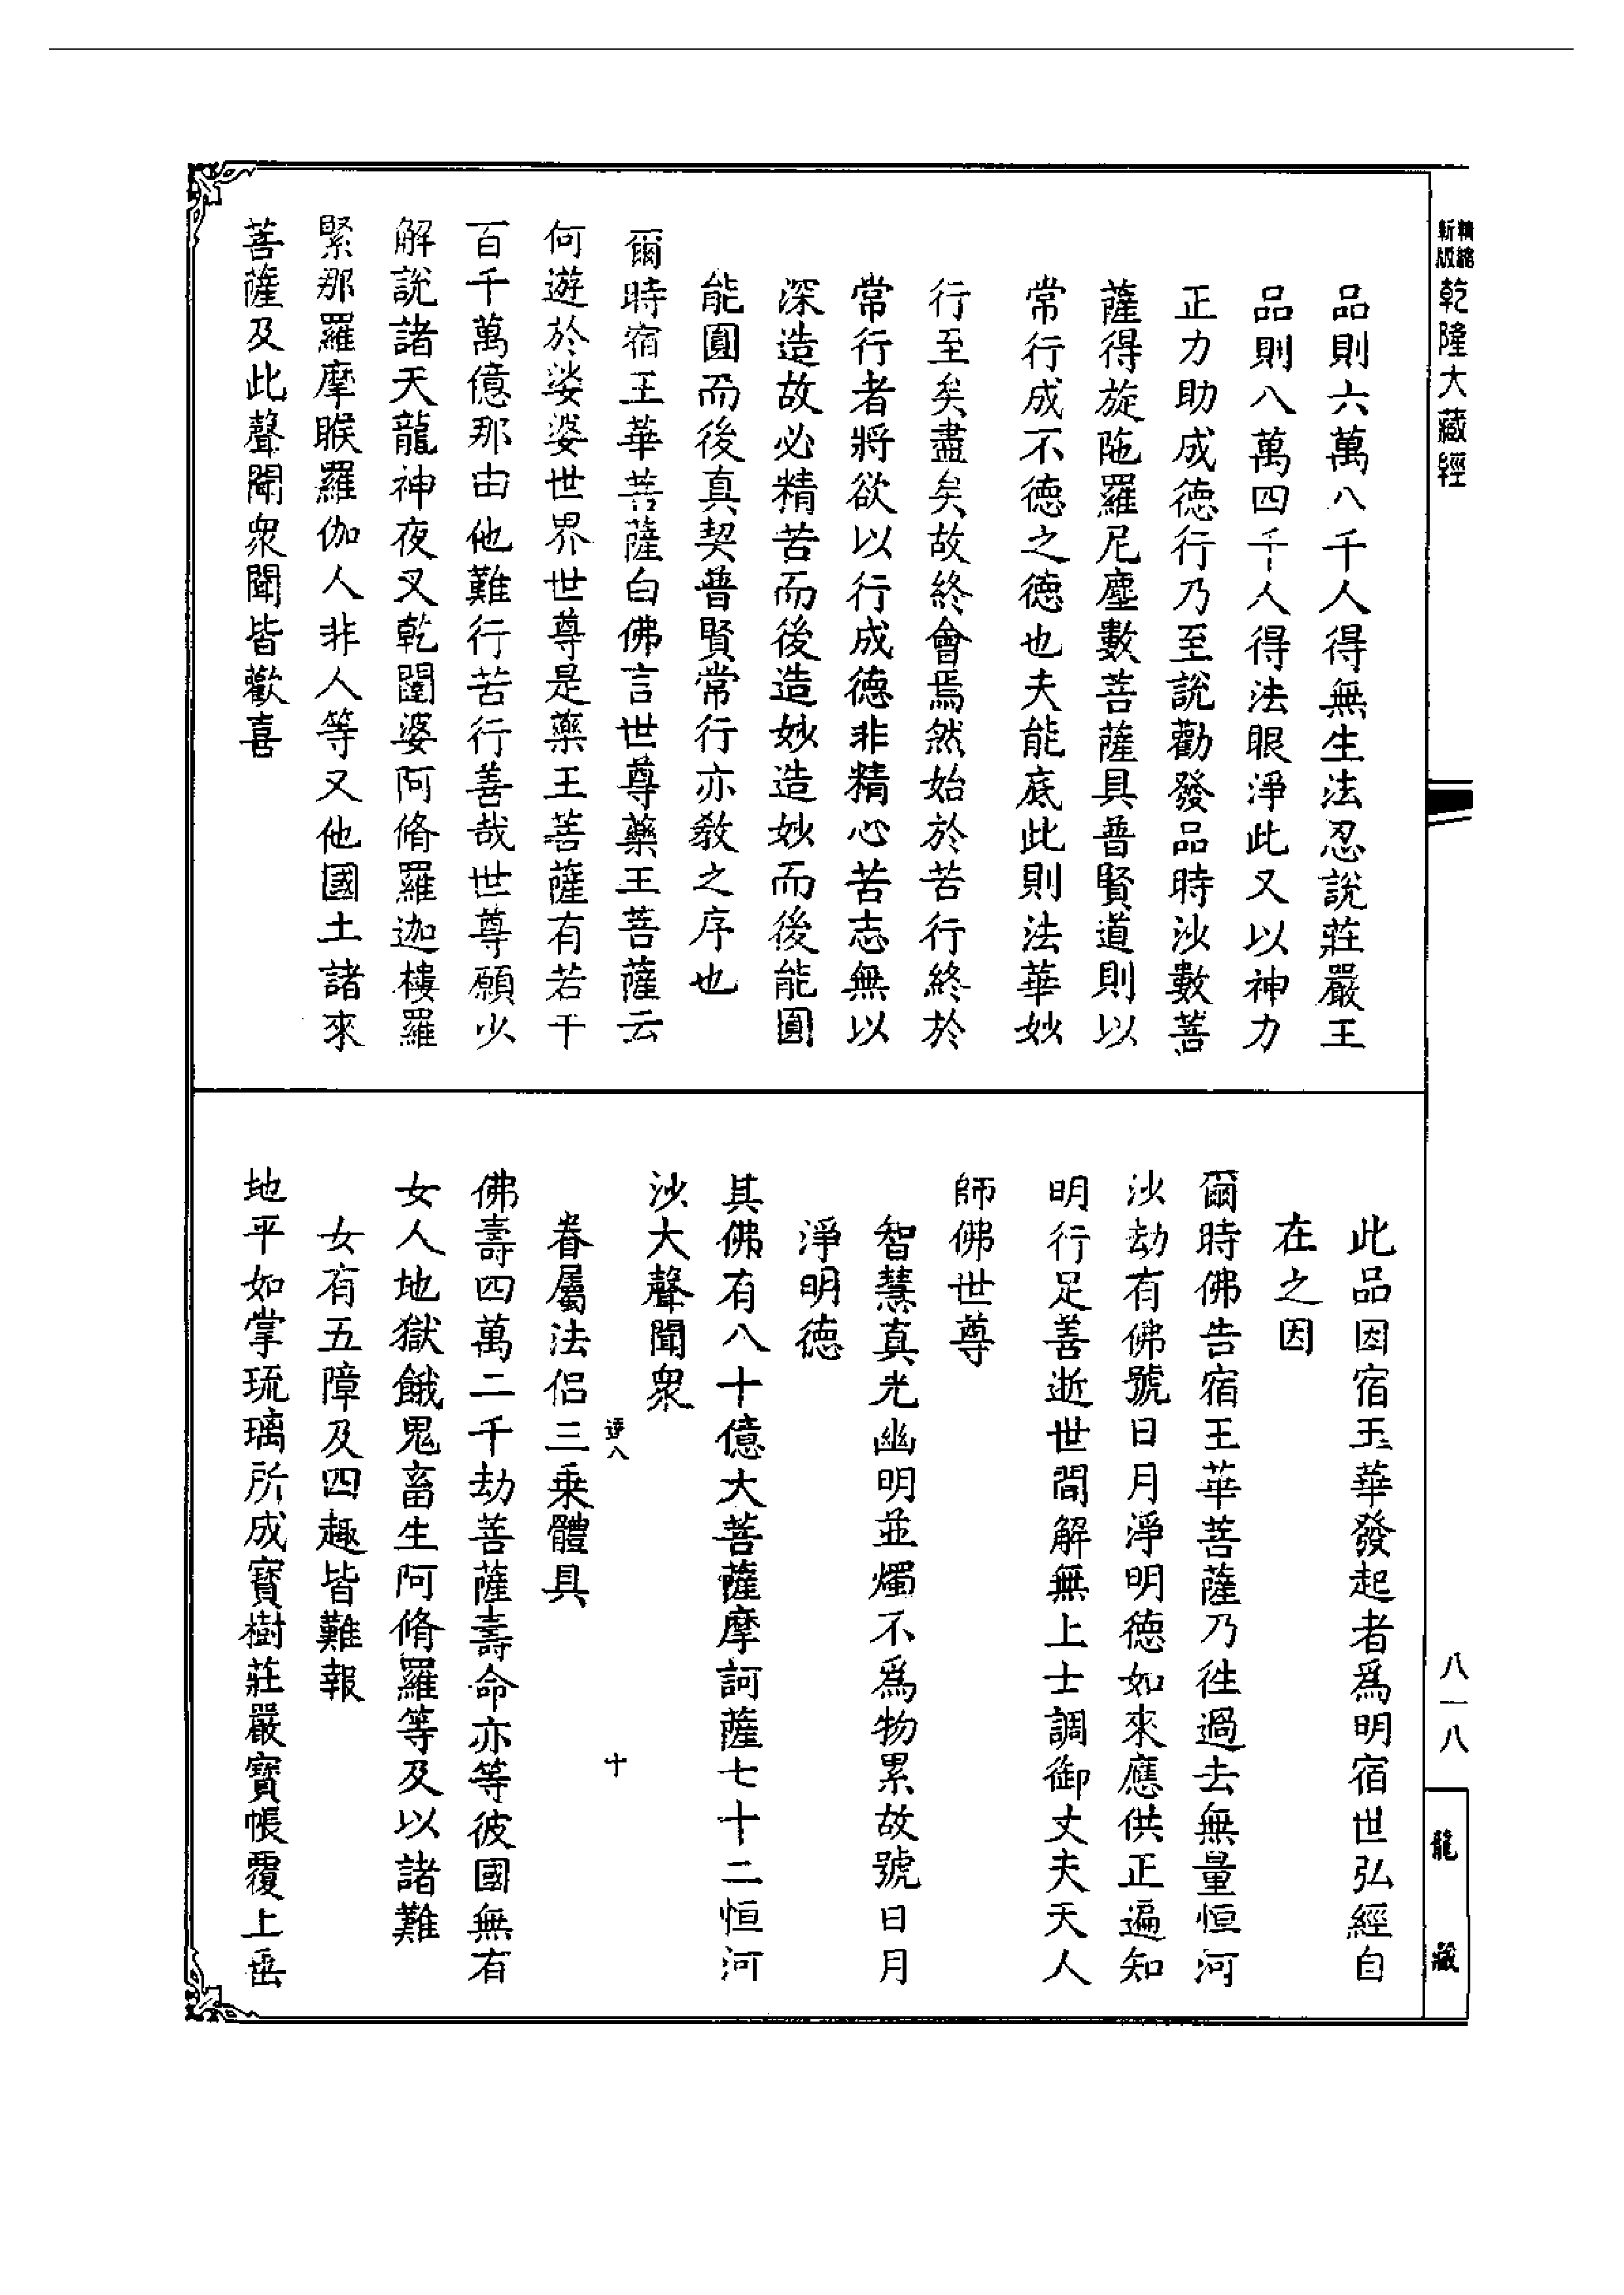 精縮新版乾隆大藏經
品則六萬八千人得無生法忍說莊嚴王
品則八萬四千人得法眼淨此又以神力
正力助成德行乃至說勸發品時沙數菩
薩得旋陁羅尼塵數菩薩具普賢道則以
常行成不德之德也夫能底此則法華妙
行至矣盡矣故終會焉然始於苦行終於
常行者將欲以行成德非精心苦志無以
深造故必精苦而後造妙造妙而後能圓
能圓而後真契普賢常行亦教之序也
爾時宿王華菩薩白佛言世尊藥王菩薩云
何遊於娑婆世界世尊是藥王菩薩有若干
百千萬億那由他難行苦行善哉世尊願少
解說諸天龍神夜叉乾闥婆阿脩羅迦樓羅
緊那羅摩睺羅伽人非人等又他國土諸來
菩薩及此聲聞衆聞皆歡喜
此品因宿王華發起者爲明宿世弘經自
在之因
爾時佛告宿王華菩薩乃徃過去無量恒河
沙劫有佛號日月淨明德如來應供正遍知
明行足善逝世間解無上士調御丈夫天人
師佛世尊
智慧真光幽明並燭不爲物累故號日月
淨明德
其佛有八十億大菩薩摩訶薩七十二恒河
沙大聲聞衆
八 十
眷屬法侣三乘體具
佛壽四萬二千劫菩薩壽命亦等彼國無有
女人地獄餓鬼畜生阿脩羅等及以諸難
女有五障及四趣皆難報
地平如掌琉璃所成寶樹莊嚴寶帳覆上垂
八一八
龍藏